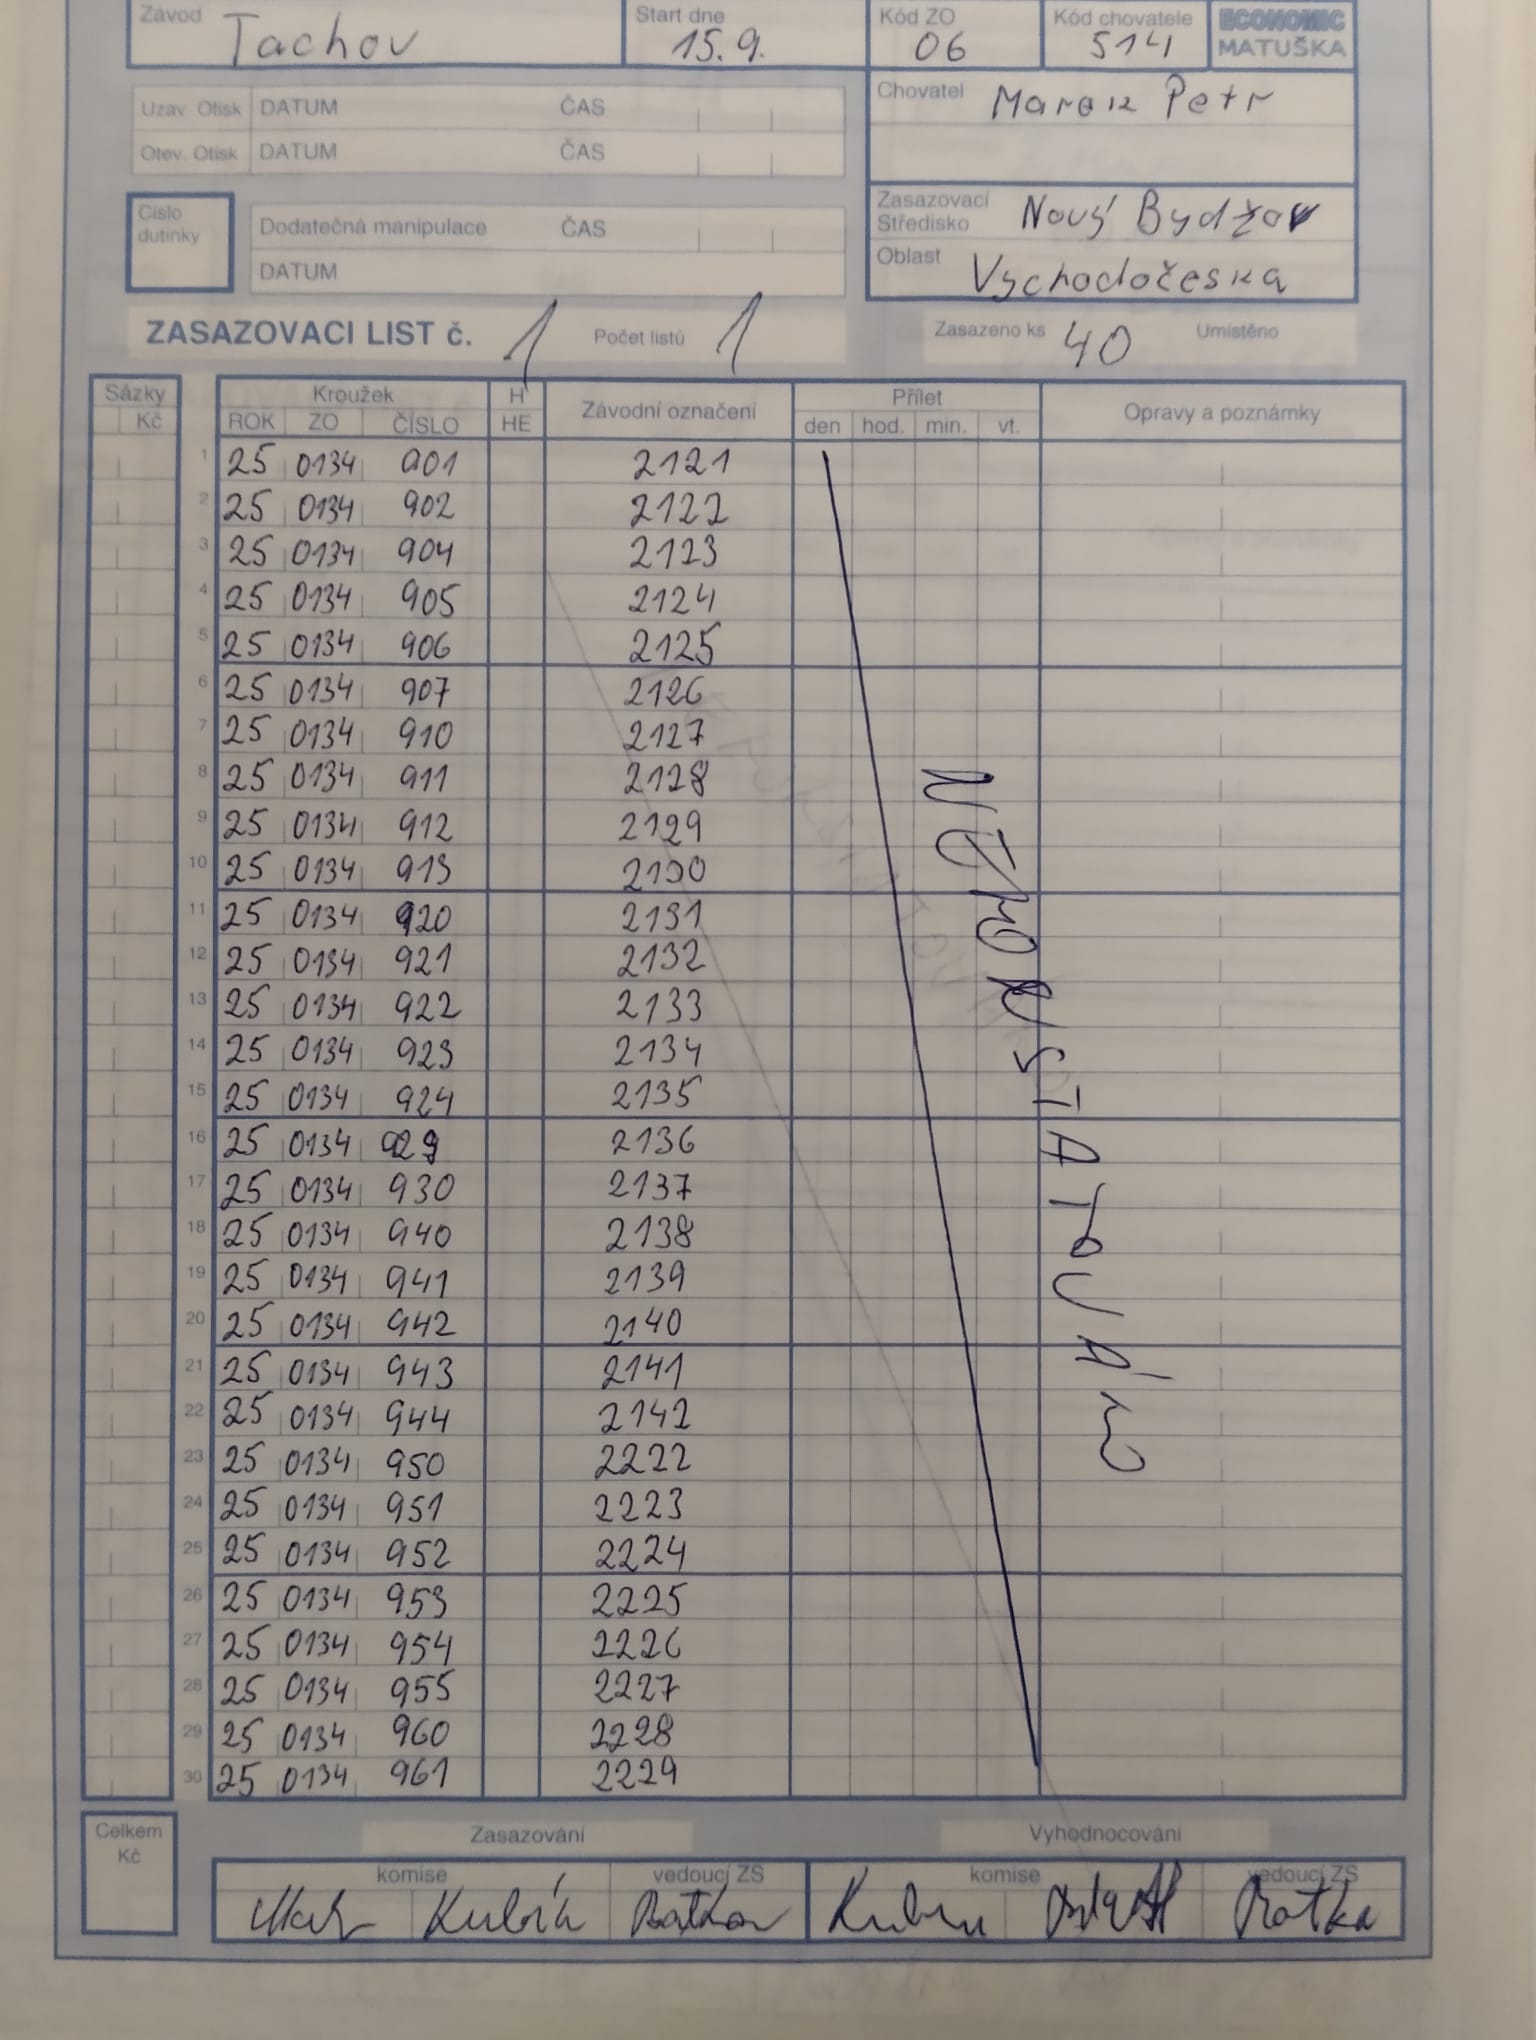 Závod Tachov Start dne 15.9. Kód ZO 06 Kód chovatele 514 ECONOMIC MATUŠKA
Uzav. Otisk DATUM ČAS
Otev. Otisk DATUM ČAS
Chovatel Marek Petr
Číslo dutinky
Dodatečná manipulace ČAS
DATUM
Zasazovací Středisko Nový Bydžov
Oblast Východočeska
ZASAZOVACÍ LIST č. 1 Počet listů 1 Zasazeno ks 40 Umístěno
Sázky Kroužek H Závodní označení Přílet Opravy a poznámky
Kč ROK ZO ČÍSLO HE den hod. min. vt.
1 25 0134 901 2121
2 25 0134 902 2122
3 25 0134 904 2123
4 25 0134 905 2124
5 25 0134 906 2125
6 25 0134 907 2126
7 25 0134 910 2127
8 25 0134 911 2128
9 25 0134 912 2129
10 25 0134 913 2130
11 25 0134 920 2131
12 25 0134 921 2132
13 25 0134 922 2133
14 25 0134 923 2134
15 25 0134 924 2135
16 25 0134 929 2136
17 25 0134 930 2137
18 25 0134 940 2138
19 25 0134 941 2139
20 25 0134 942 2140
21 25 0134 943 2141
22 25 0134 944 2142
23 25 0134 950 2222
24 25 0134 951 2223
25 25 0134 952 2224
26 25 0134 953 2225
27 25 0134 954 2226
28 25 0134 955 2227
29 25 0134 960 2228
30 25 0134 961 2229
Celkem Kč
Zasazování Vyhodnocování
komise vedoucí ZS komise vedoucí ZS
Kubík Ratka